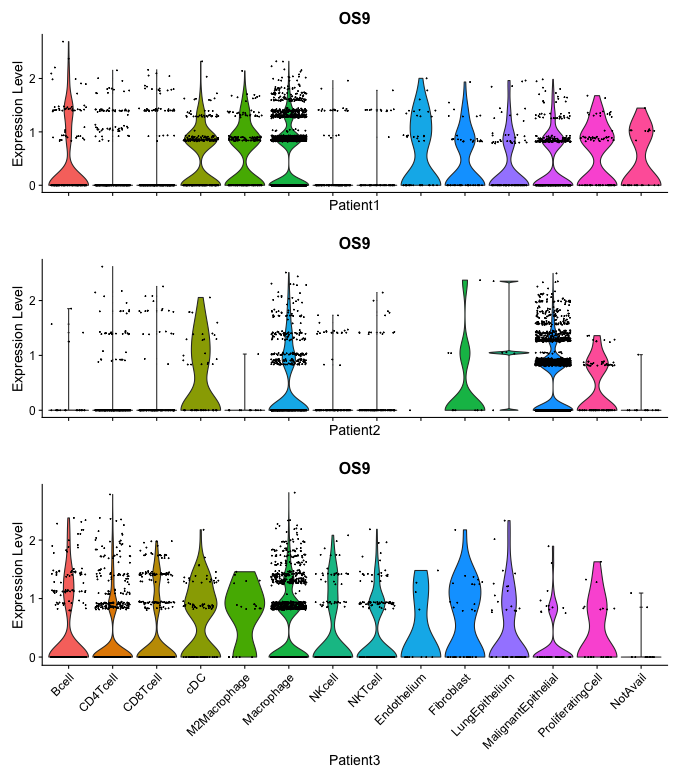 OS9
Expression Level
2
1
0
Patient1
OS9
Expression Level
2
1
0
Patient2
OS9
Expression Level
2
1
0
Bcell
CD4Tcell
CD8Tcell
cDC
M2Macrophage
Macrophage
NKcell
NKTcell
Endothelium
Fibroblast
LungEpithelium
MalignantEpithelial
ProliferatingCell
NotAvail
Patient3